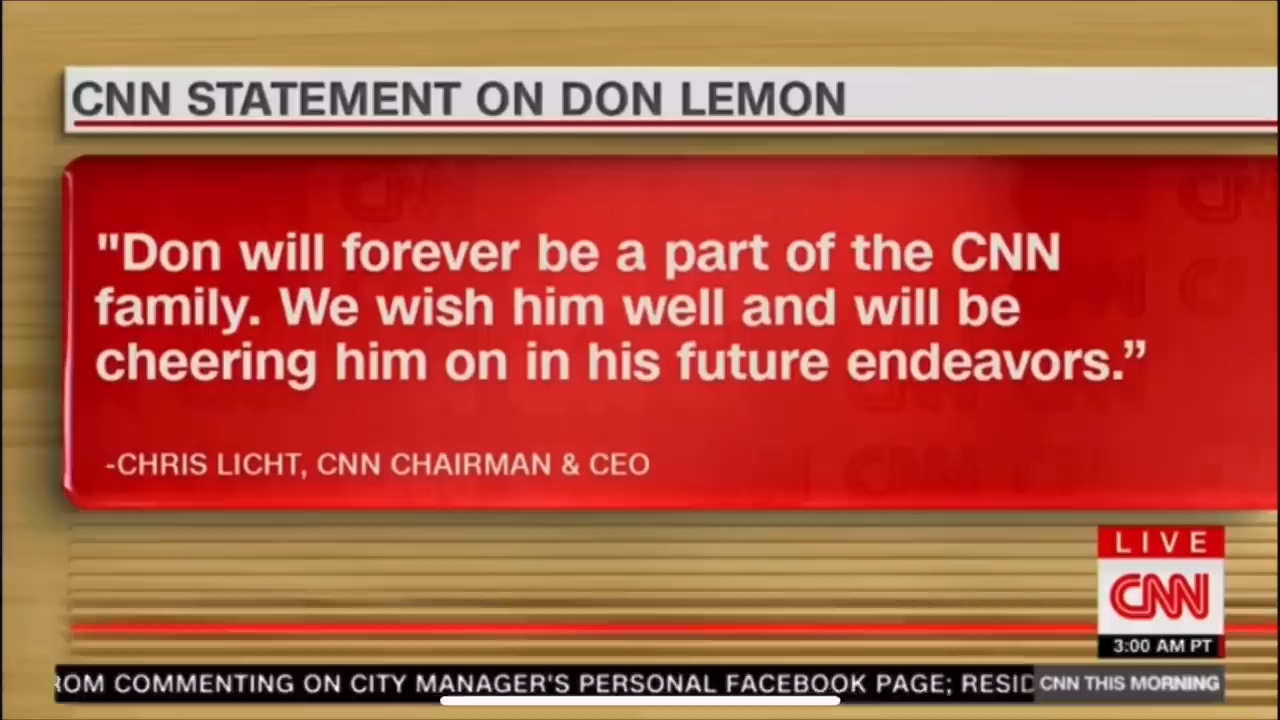 CNN STATEMENT ON DON LEMON
"Don will forever be a part of the CNN
family. We wish him well and will be
cheering him on in his future endeavors.”
-CHRIS LICHT, CNN CHAIRMAN & CEO
LIVE
CNN
3:00 AM PT
COMMENTING ON CITY MANAGER'S PERSONAL FACEBOOK PAGE;
CNN THIS MORNING